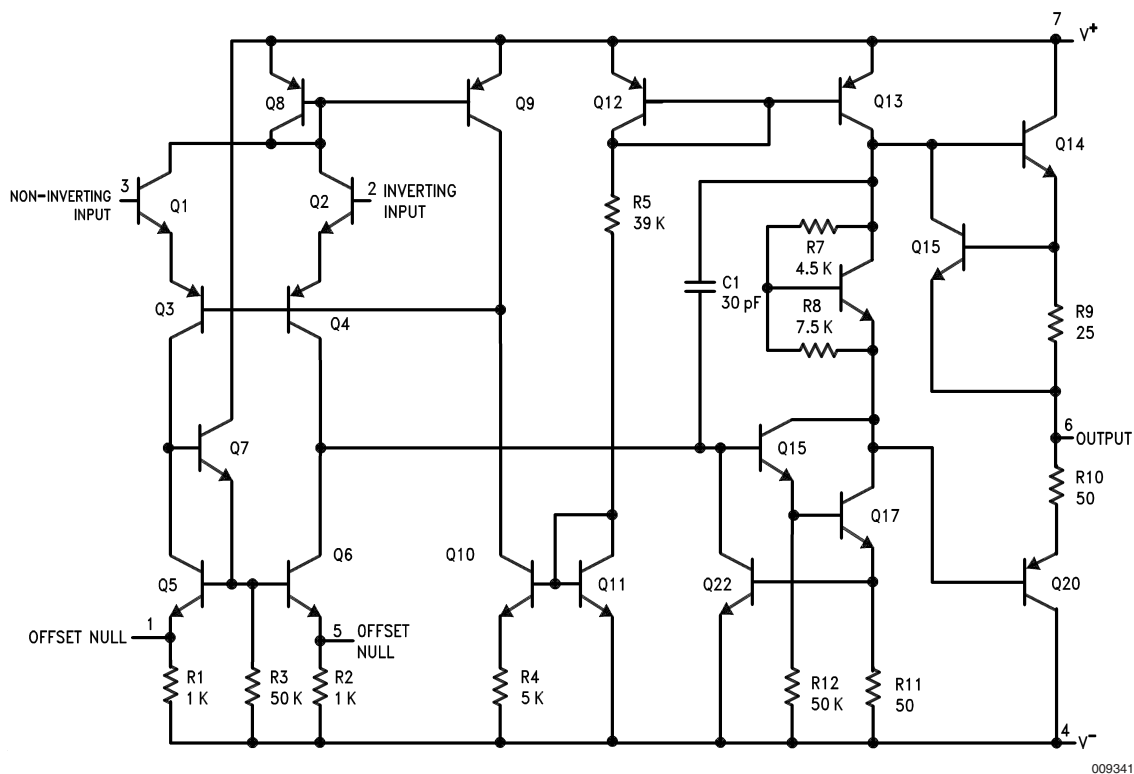 7
V+
Q8
Q9
Q12
Q13
Q14
3
NON-INVERTING
INPUT
Q1
Q2
2 INVERTING
INPUT
R5
39 K
R7
4.5 K
Q15
C1
30 pF
R8
7.5 K
Q3
Q4
R9
25
6
OUTPUT
Q7
Q15
R10
50
Q17
Q5
Q6
Q10
Q11
Q22
Q20
OFFSET NULL
1
5 OFFSET
NULL
R1
1 K
R3
50 K
R2
1 K
R4
5 K
R12
50 K
R11
50
4
V-
009341